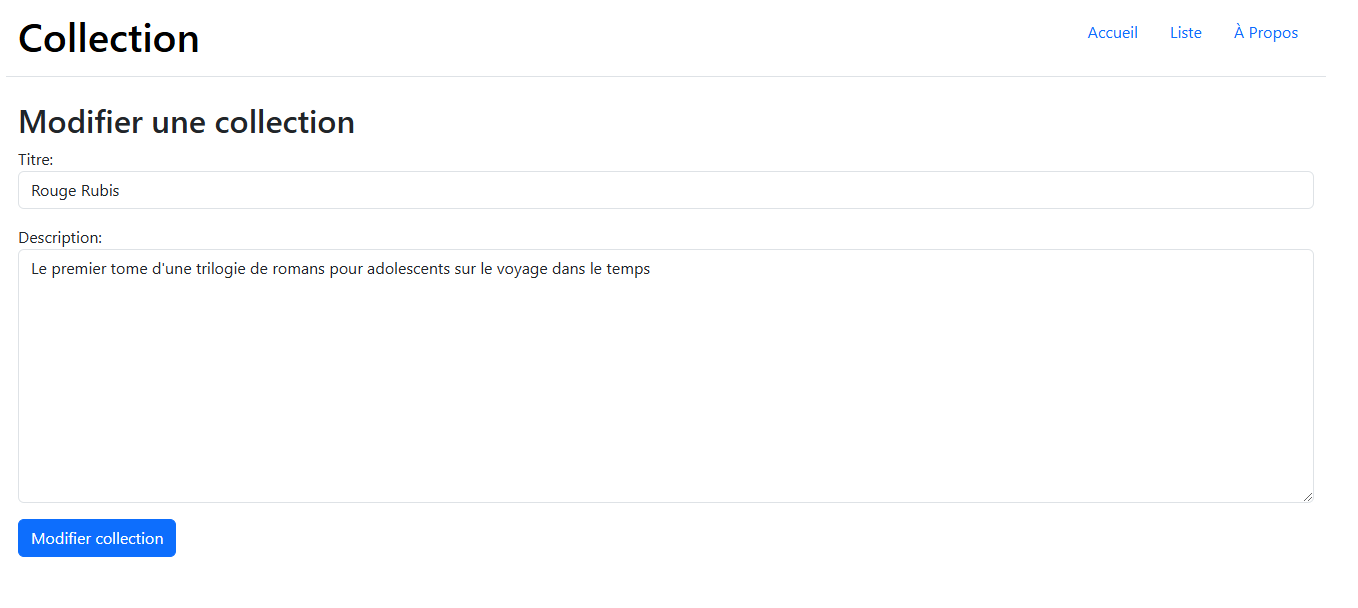 Collection
Accueil Liste À Propos
Modifier une collection
Titre:
Rouge Rubis
Description:
Le premier tome d'une trilogie de romans pour adolescents sur le voyage dans le temps
Modifier collection